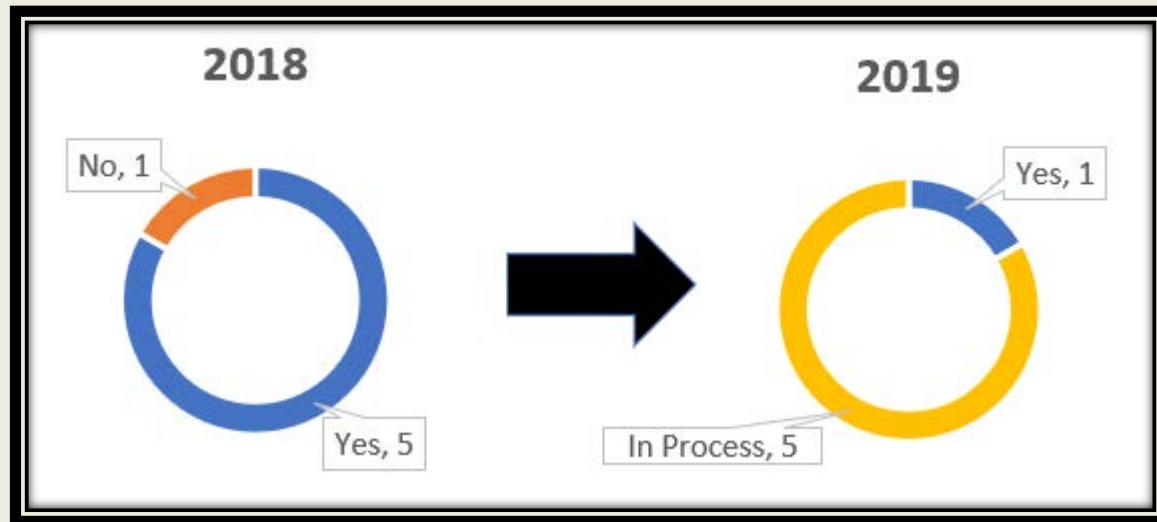 2018
2019
No, 1
Yes, 1
Yes, 5
In Process, 5